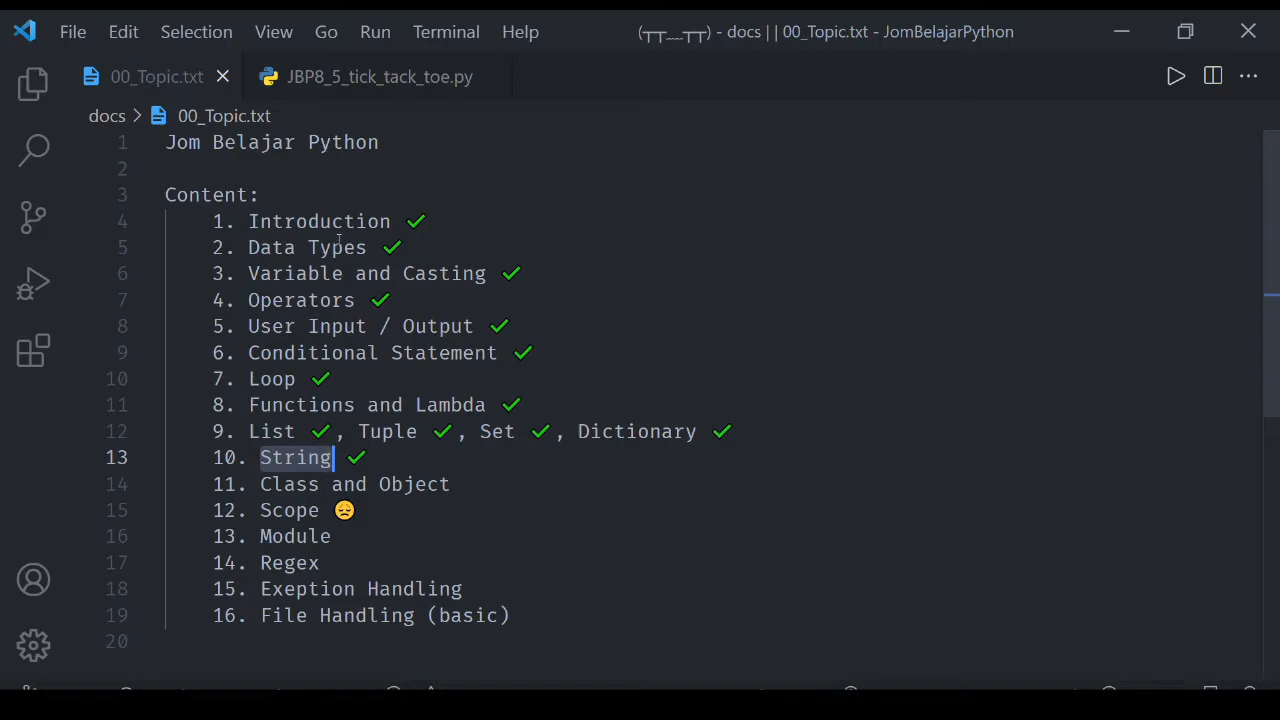 File Edit Selection View Go Run Terminal Help (┬┬﹏┬┬) - docs || 00_Topic.txt - JomBelajarPython
00_Topic.txt JBP8_5_tick_tack_toe.py
docs > 00_Topic.txt
1 Jom Belajar Python
2
3 Content:
4 1. Introduction ✓
5 2. Data Types ✓
6 3. Variable and Casting ✓
7 4. Operators ✓
8 5. User Input / Output ✓
9 6. Conditional Statement ✓
10 7. Loop ✓
11 8. Functions and Lambda ✓
12 9. List ✓, Tuple ✓, Set ✓, Dictionary ✓
13 10. String ✓
14 11. Class and Object
15 12. Scope 😞
16 13. Module
17 14. Regex
18 15. Exeption Handling
19 16. File Handling (basic)
20